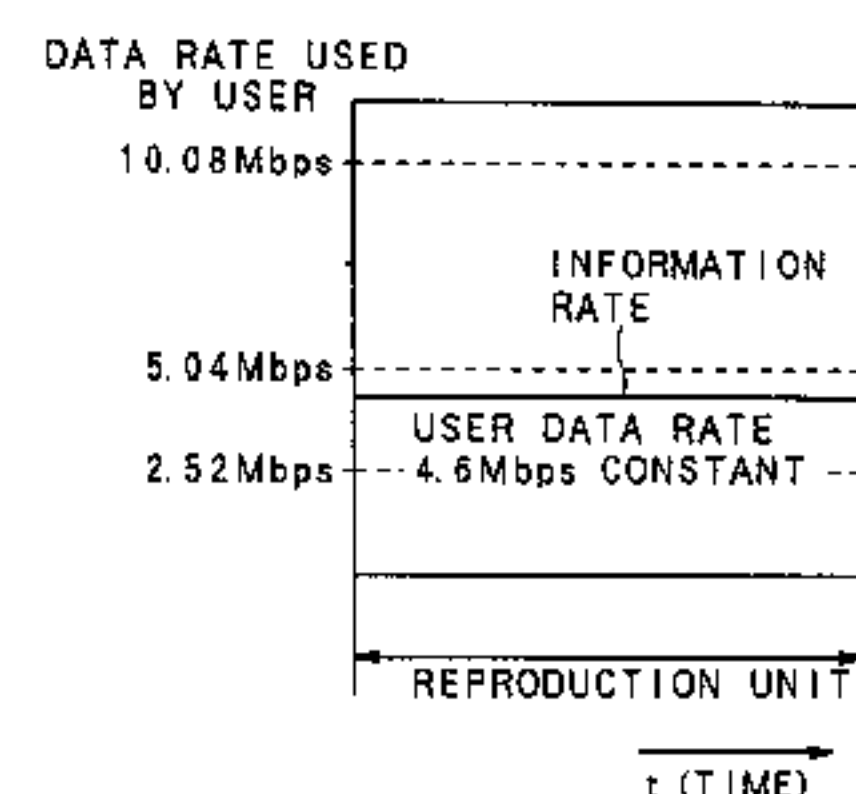 DATA RATE USED
BY USER
10.08Mbps
INFORMATION
RATE
5.04Mbps
USER DATA RATE
2.52Mbps
4.6Mbps CONSTANT
REPRODUCTION UNIT
t (TIME)